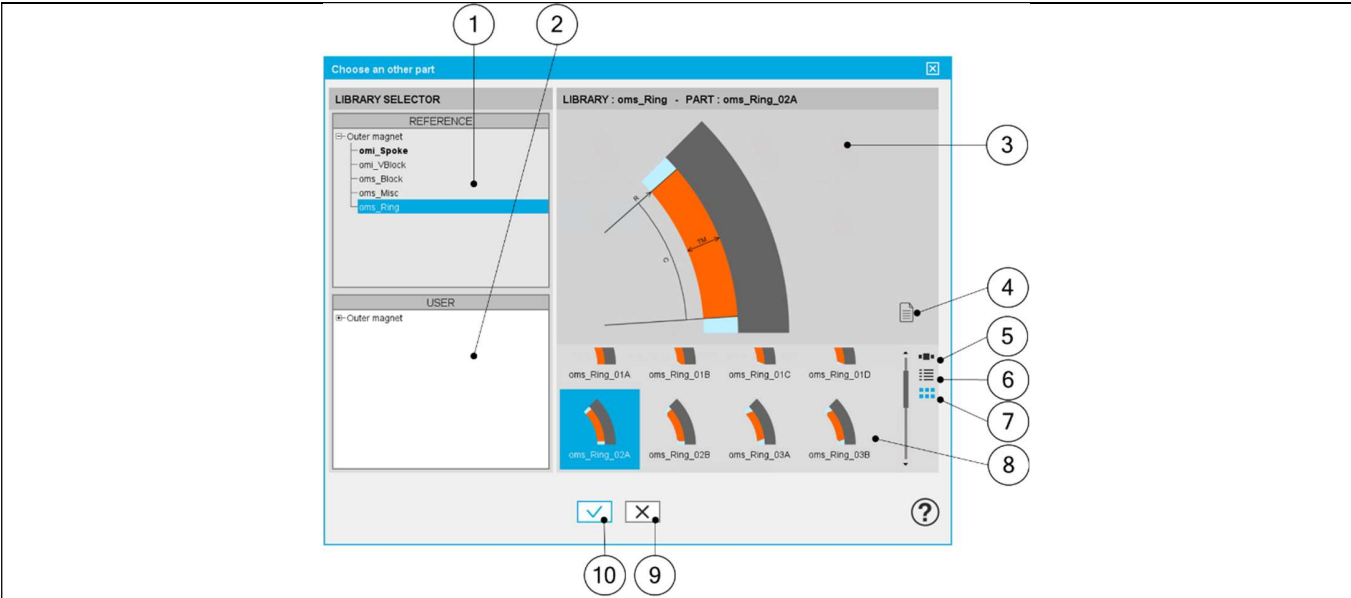 1
2
Choose an other part
LIBRARY SELECTOR
LIBRARY : oms_Ring - PART : oms_Ring_02A
REFERENCE
Outer magnet
omi_Spoke
omi_VBlock
oms_Block
oms_Misc
oms_Ring
USER
Outer magnet
R
TM
C
3
4
5
6
7
8
oms_Ring_01A oms_Ring_01B oms_Ring_01C oms_Ring_01D
oms_Ring_02A oms_Ring_02B oms_Ring_03A oms_Ring_03B
?
10
9